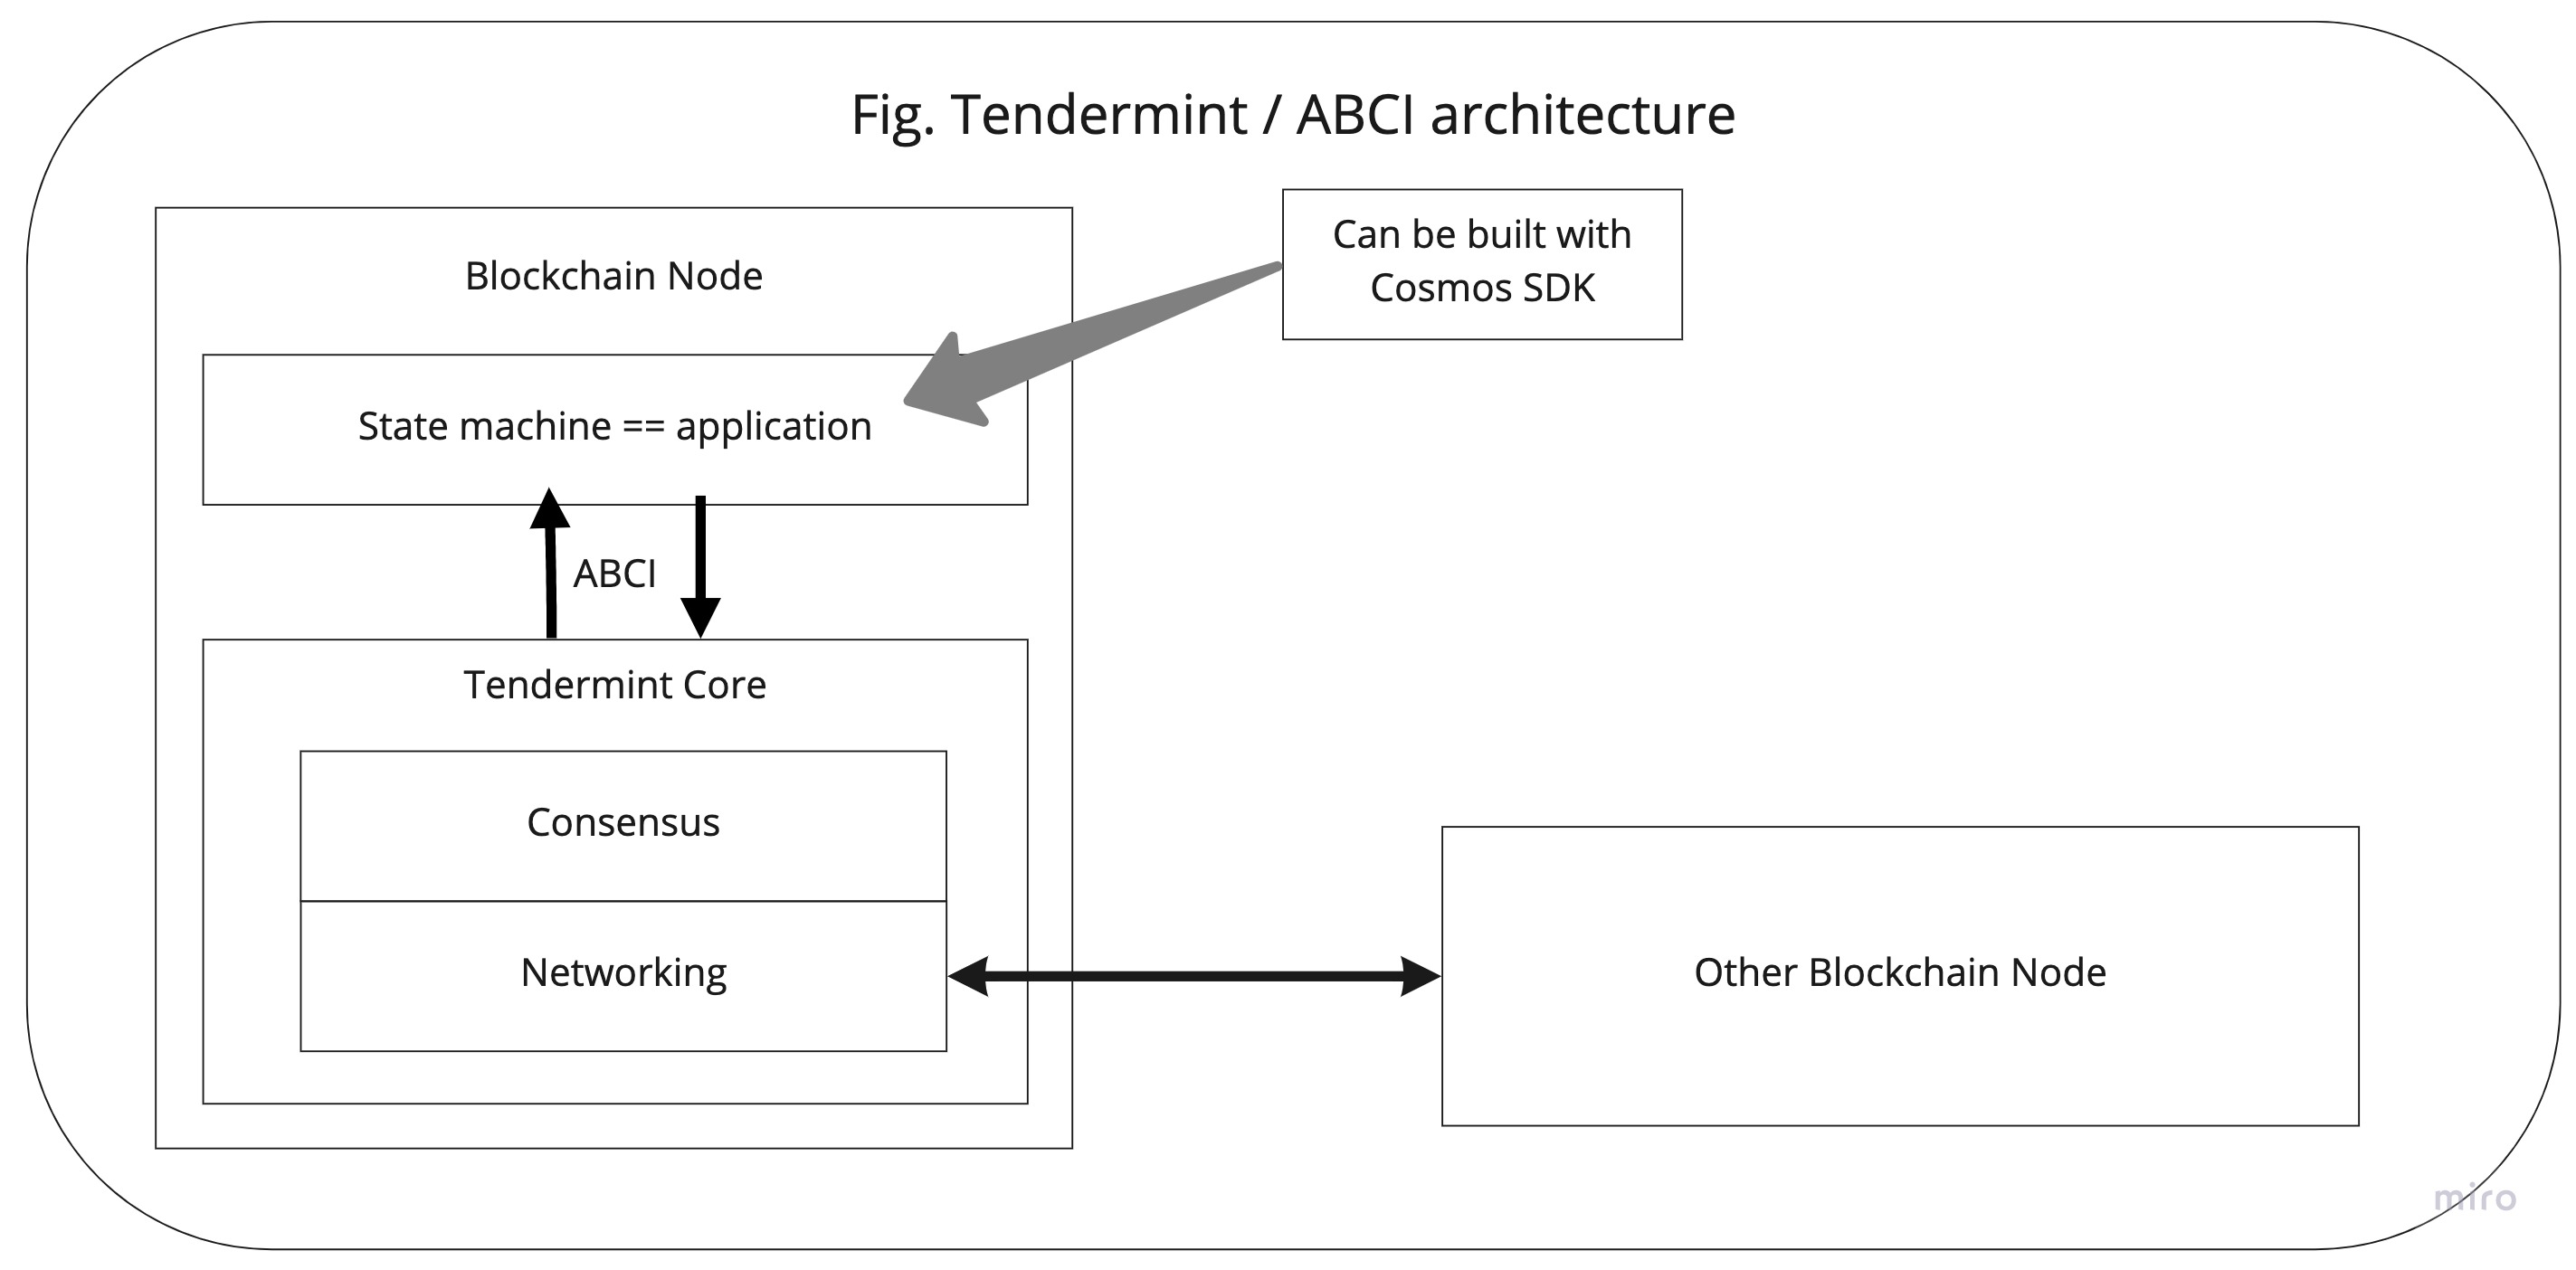 Fig. Tendermint / ABCI architecture
Can be built with
Cosmos SDK
Blockchain Node
State machine == application
ABCI
Tendermint Core
Consensus
Networking
Other Blockchain Node
miro